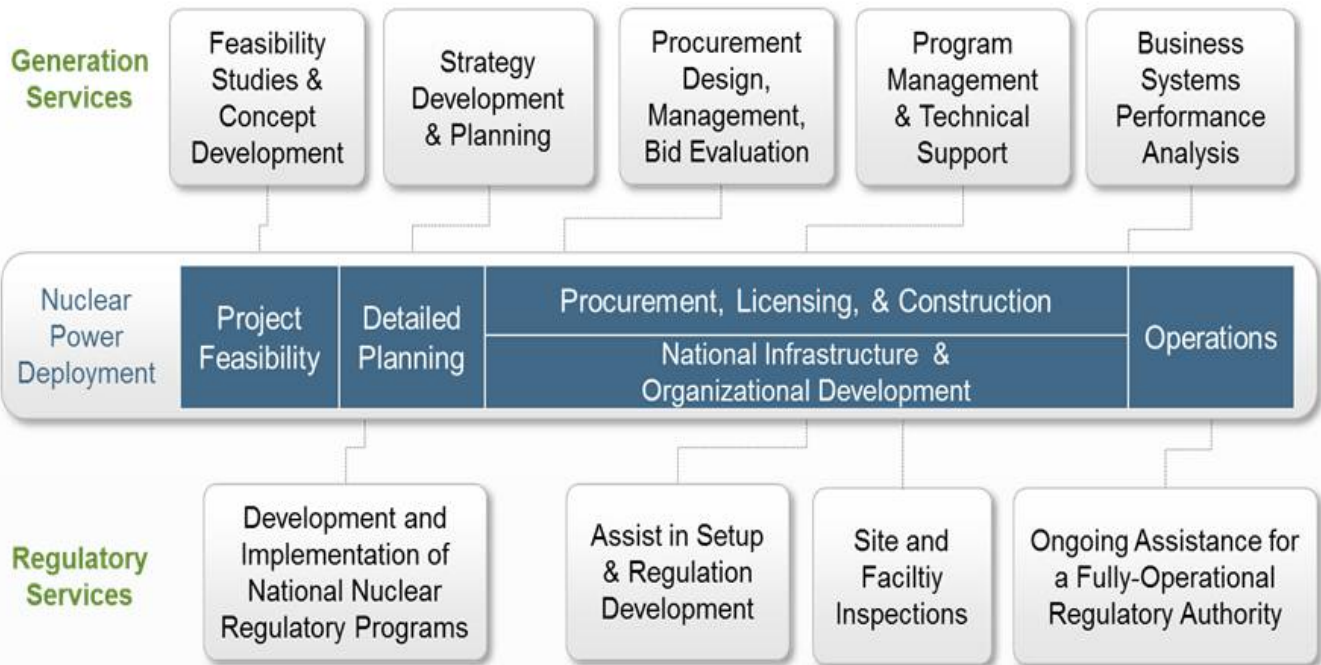 Generation
Services
Feasibility
Studies &
Concept
Development
Strategy
Development
& Planning
Procurement
Design,
Management,
Bid Evaluation
Program
Management
& Technical
Support
Business
Systems
Performance
Analysis
Nuclear
Power
Deployment
Project
Feasibility
Detailed
Planning
Procurement, Licensing, & Construction
National Infrastructure &
Organizational Development
Operations
Regulatory
Services
Development and
Implementation of
National Nuclear
Regulatory Programs
Assist in Setup
& Regulation
Development
Site and
Faciltiy
Inspections
Ongoing Assistance for
a Fully-Operational
Regulatory Authority